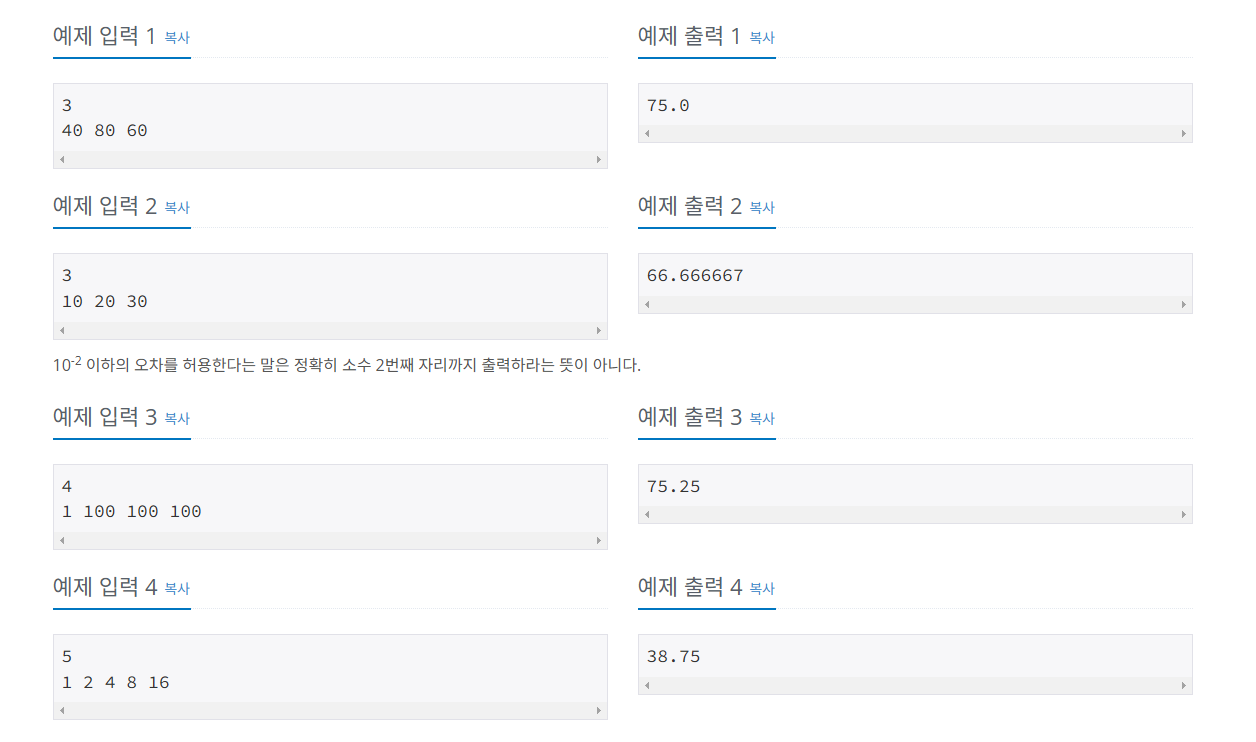 예제 입력 1 복사
3
40 80 60
예제 출력 1 복사
75.0
예제 입력 2 복사
3
10 20 30
예제 출력 2 복사
66.666667
10-2 이하의 오차를 허용한다는 말은 정확히 소수 2번째 자리까지 출력하라는 뜻이 아니다.
예제 입력 3 복사
4
1 100 100 100
예제 출력 3 복사
75.25
예제 입력 4 복사
5
1 2 4 8 16
예제 출력 4 복사
38.75